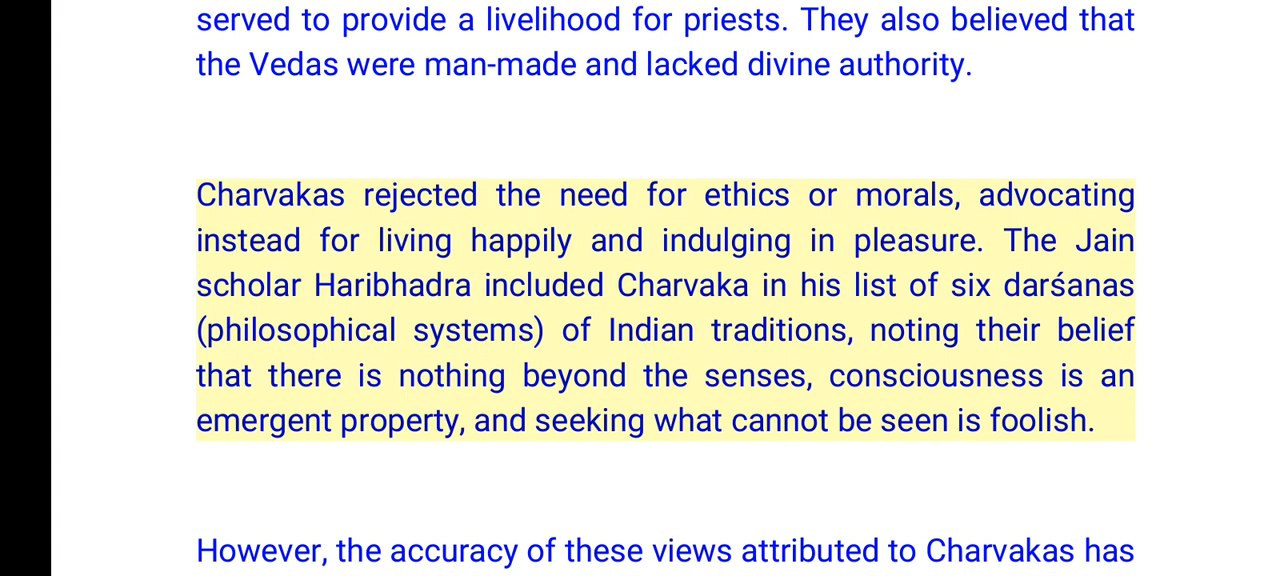 served to provide a livelihood for priests. They also believed that
the Vedas were man-made and lacked divine authority.
Charvakas rejected the need for ethics or morals, advocating
instead for living happily and indulging in pleasure. The Jain
scholar Haribhadra included Charvaka in his list of six darśanas
(philosophical systems) of Indian traditions, noting their belief
that there is nothing beyond the senses, consciousness is an
emergent property, and seeking what cannot be seen is foolish.
However, the accuracy of these views attributed to Charvakas has